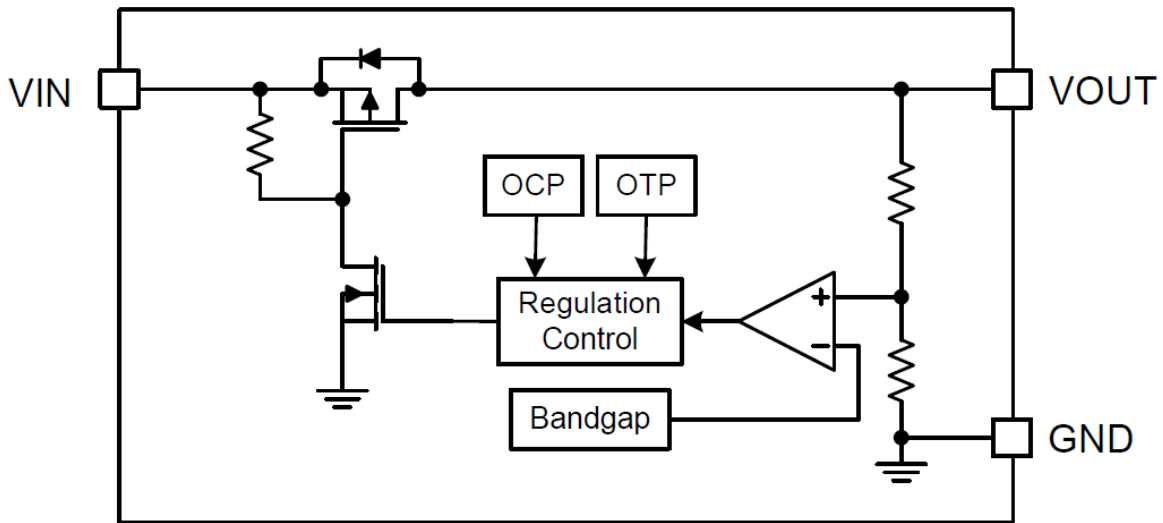 VIN
VOUT
OCP
OTP
Regulation
Control
+
−
Bandgap
GND